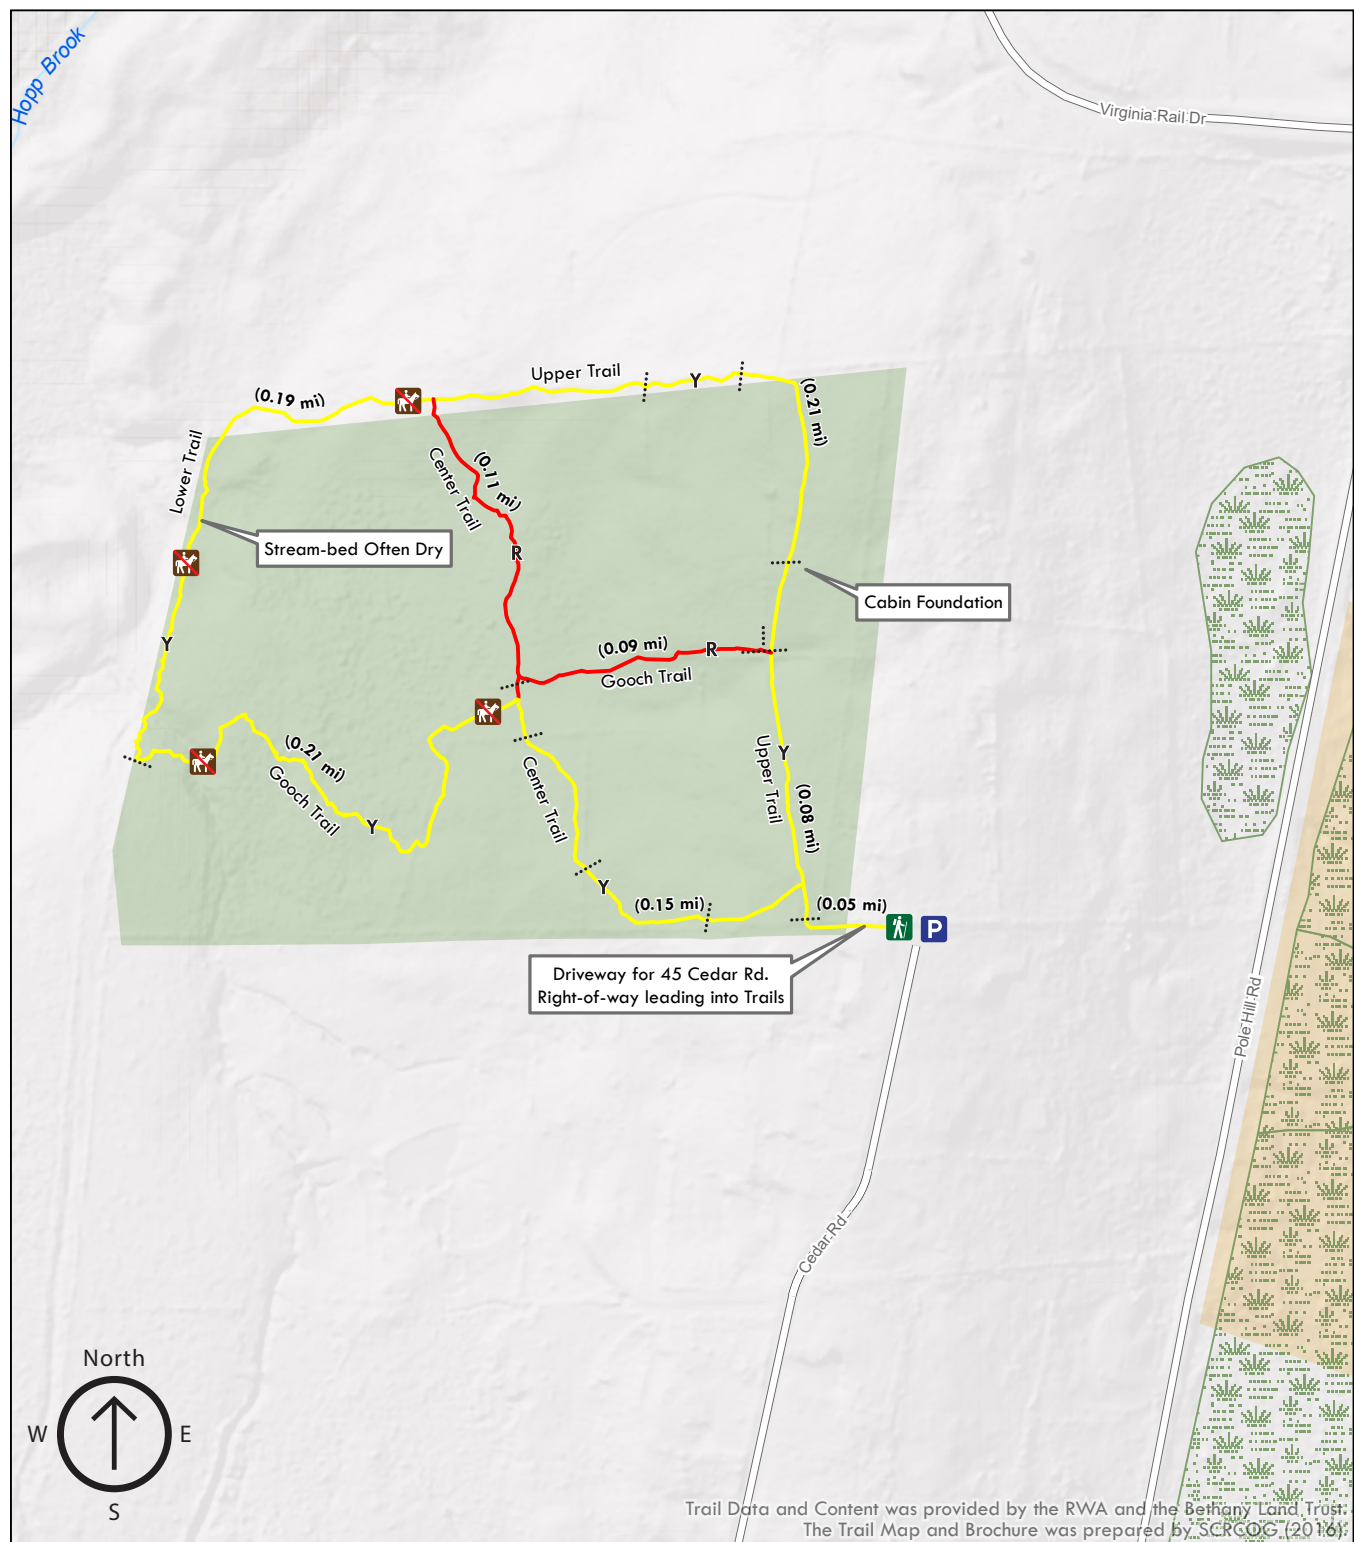 Hopp Brook
Virginia Rail Dr
Upper Trail
Y
(0.19 mi)
(0.21 mi)
Lower Trail
Center Trail
(0.11 mi)
R
Stream-bed Often Dry
Cabin Foundation
Y
(0.09 mi)
R
Gooch Trail
(0.21 mi)
Gooch Trail
Y
Center Trail
Upper Trail
Y
(0.08 mi)
Y
(0.15 mi)
(0.05 mi)
P
Driveway for 45 Cedar Rd.
Right-of-way leading into Trails
Pole Hill Rd
Cedar Rd
North
W
E
S
Trail Data and Content was provided by the RWA and the Bethany Land Trust.
The Trail Map and Brochure was prepared by SCRCOG (2016).